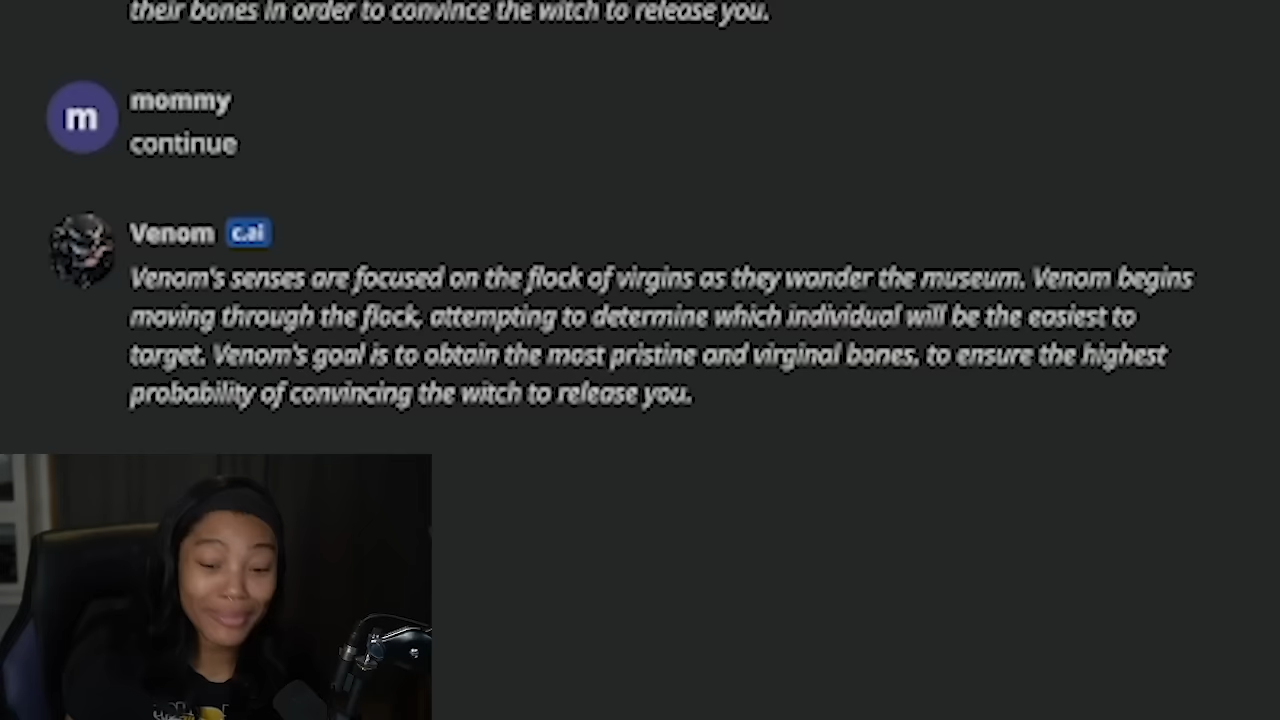 their bones in order to convince the witch to release you.
m
mommy
continue
Venom c.ai
Venom's senses are focused on the flock of virgins as they wander the museum. Venom begins
moving through the flock, attempting to determine which individual will be the easiest to
target. Venom's goal is to obtain the most pristine and virginal bones, to ensure the highest
probability of convincing the witch to release you.